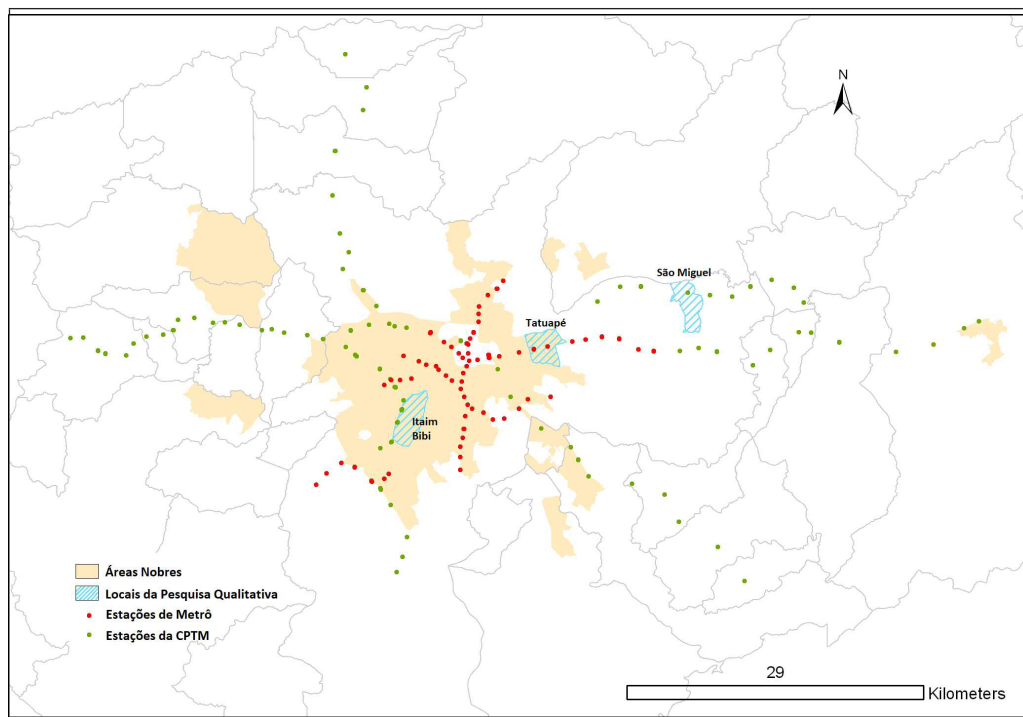 N
São Miguel
Tatuapé
Itaim
Bibi
Áreas Nobres
Locais da Pesquisa Qualitativa
Estações de Metrô
Estações da CPTM
29
Kilometers